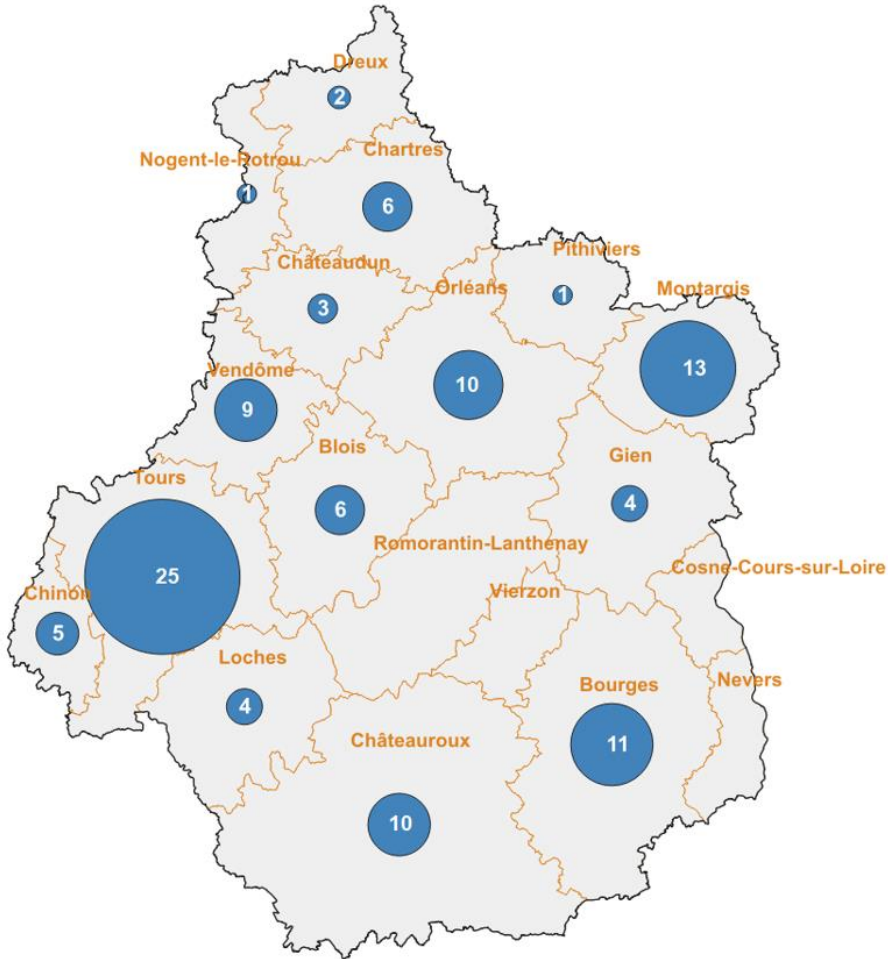 Dreux
2
Nogent-le-Rotrou
1
Chartres
6
Châteaudun
3
Orléans
10
Pithiviers
1
Montargis
13
Vendôme
9
Blois
6
Gien
4
Tours
25
Romorantin-Lanthenay
Cosne-Cours-sur-Loire
Vierzon
Chinon
5
Loches
4
Bourges
11
Nevers
Châteauroux
10